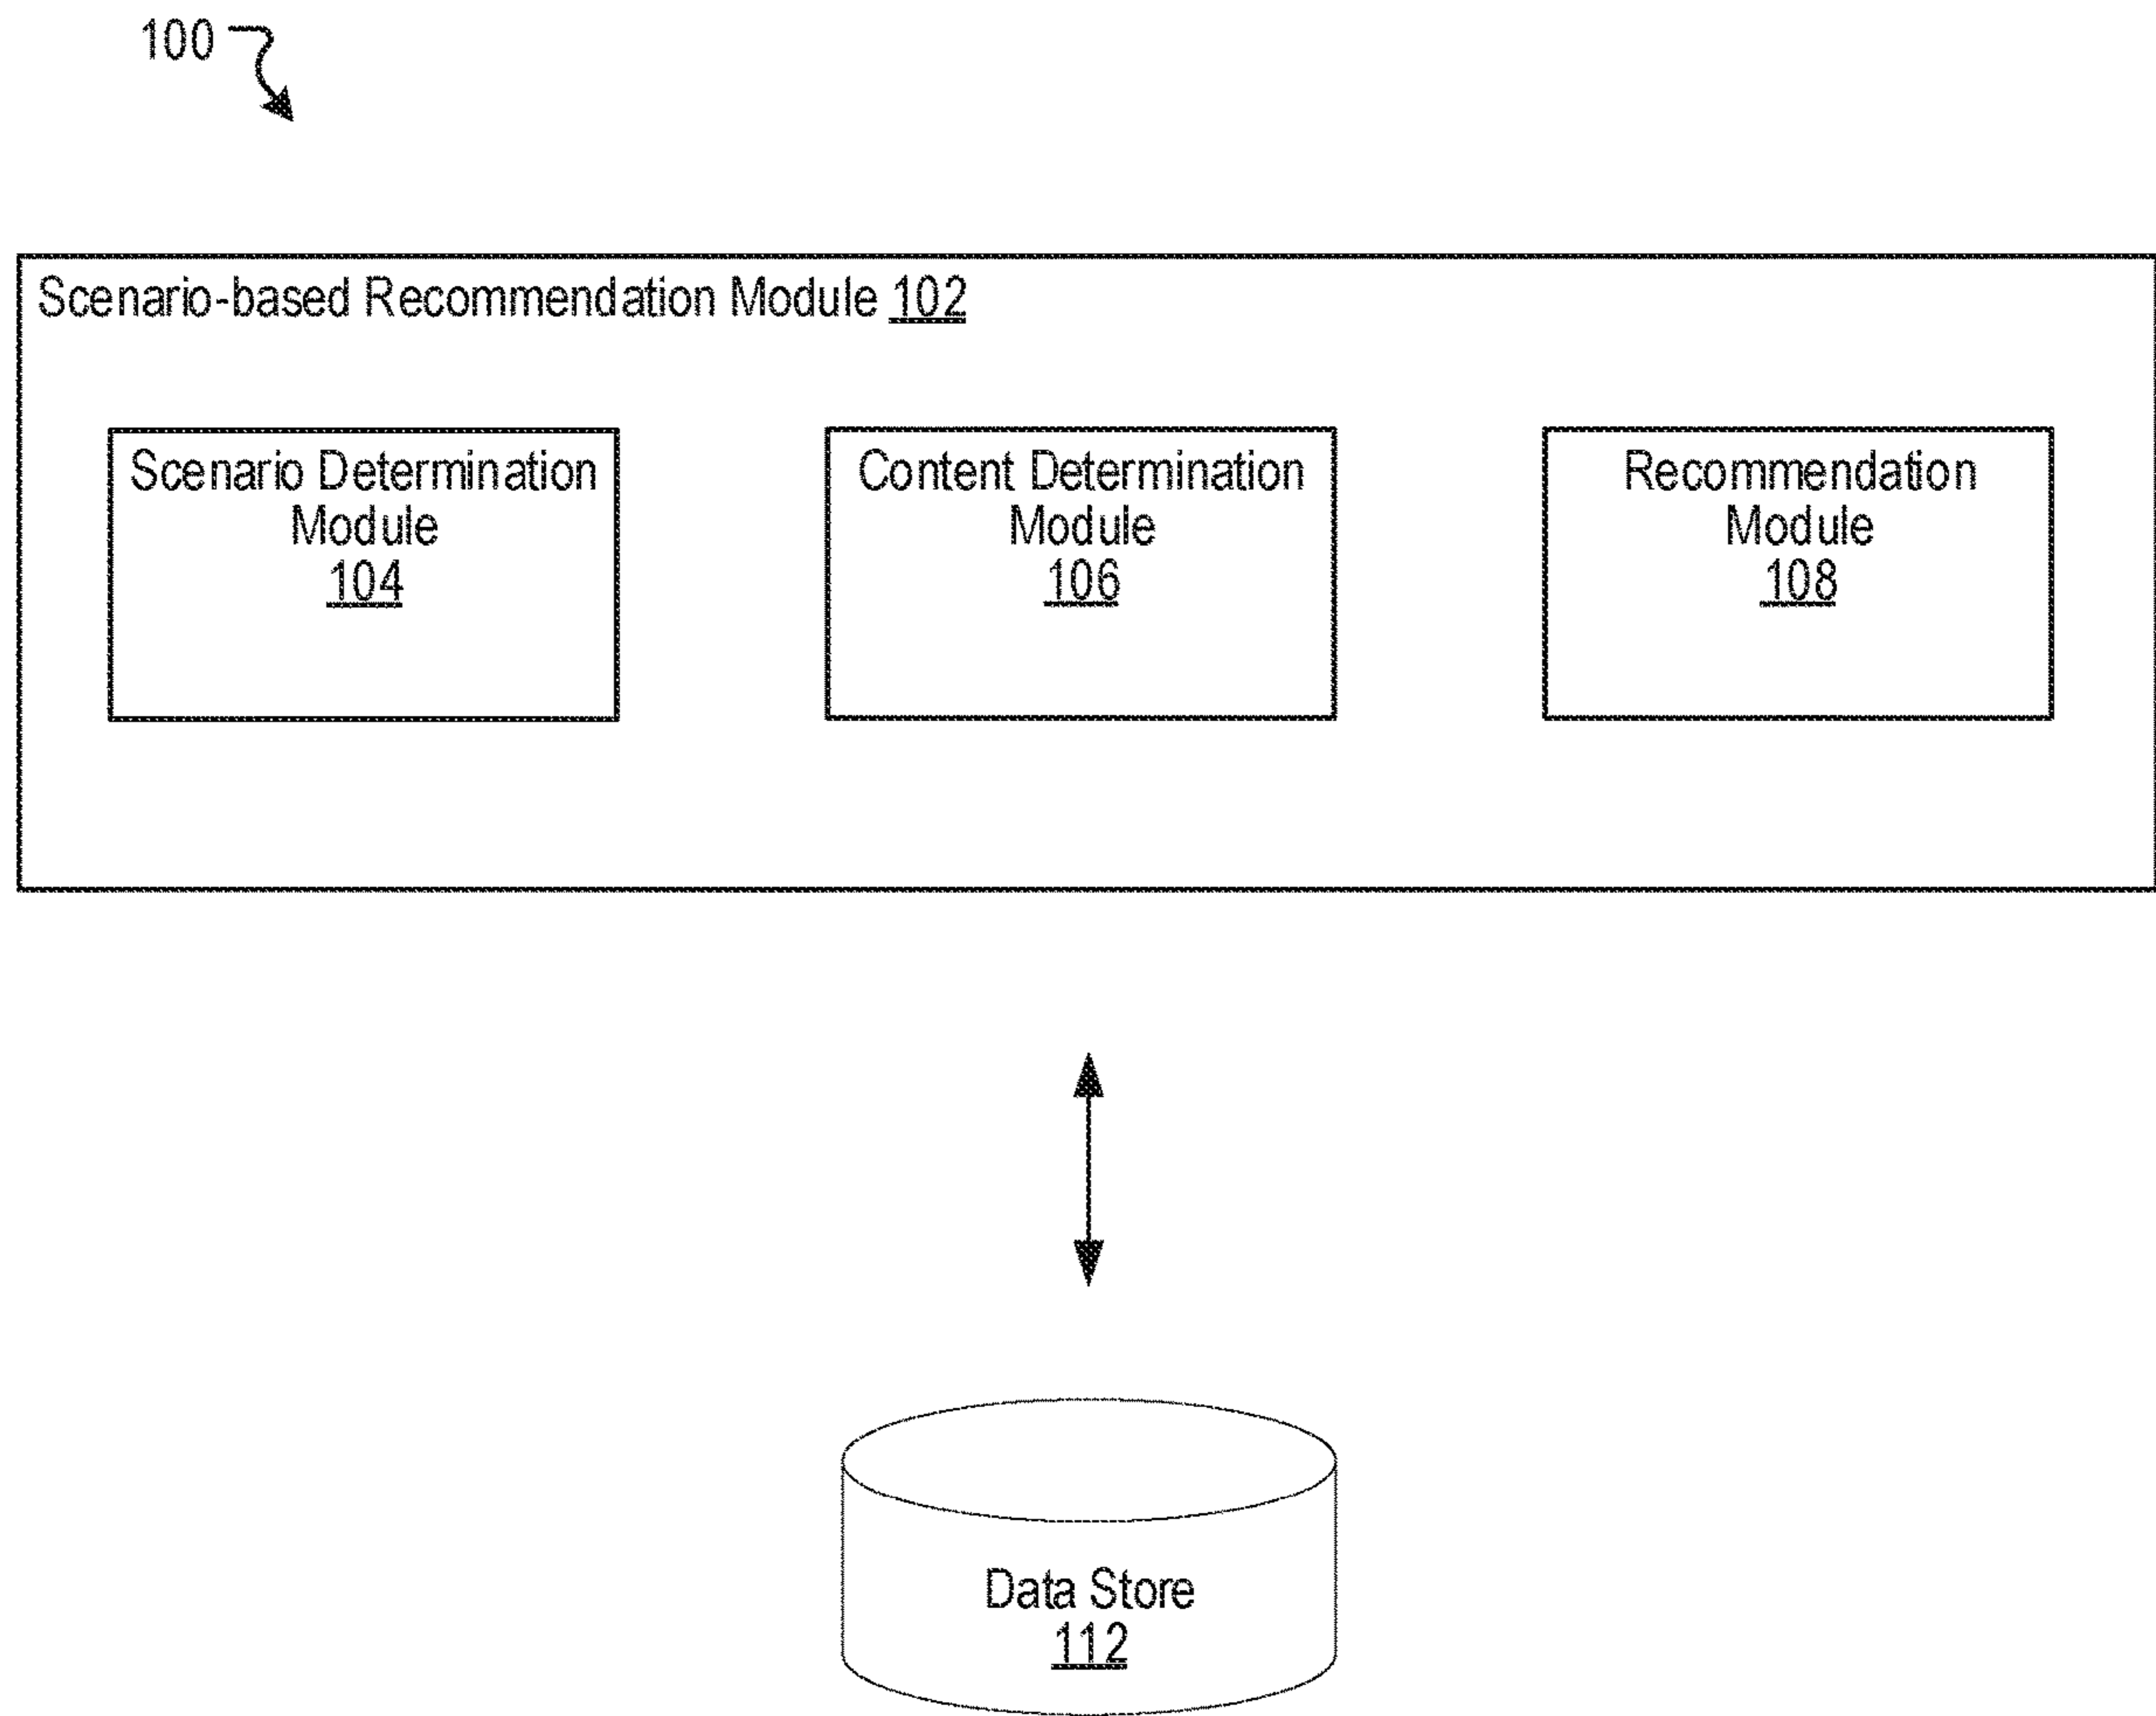 100
Scenario-based Recommendation Module 102
Scenario Determination
Module
104
Content Determination
Module
106
Recommendation
Module
108
Data Store
112